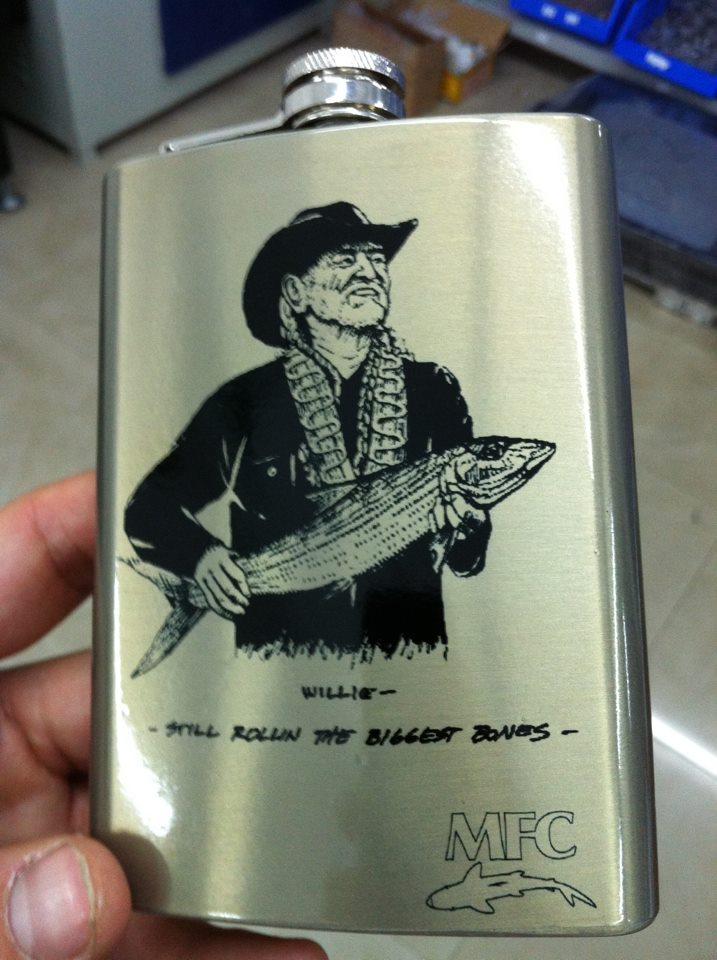 WILLIE-
- STILL ROLLIN THE BIGGEST BONES -
MFC